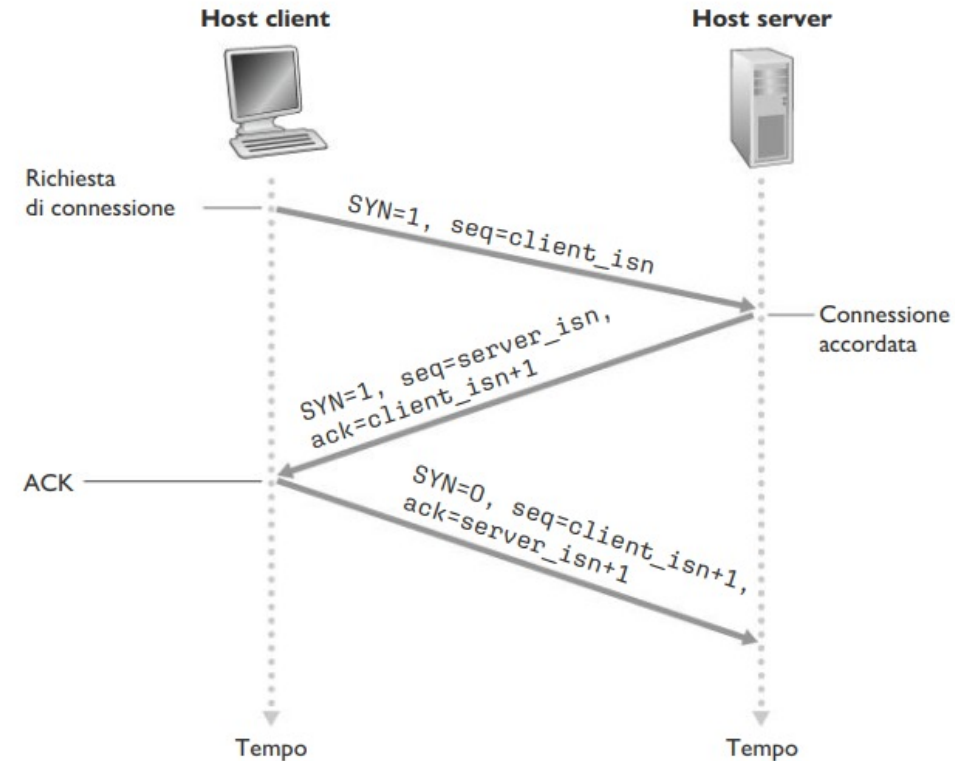 Host client
Host server
Richiesta
di connessione
SYN=1, seq=client_isn
Connessione
accordata
SYN=1, seq=server_isn,
ack=client_isn+1
ACK
SYN=0, seq=client_isn+1,
ack=server_isn+1
Tempo
Tempo